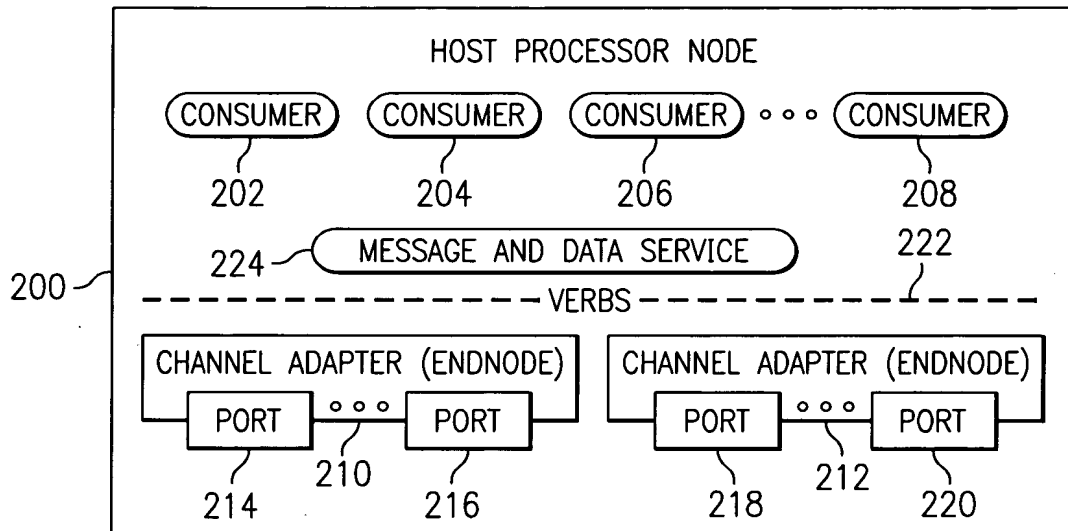 HOST PROCESSOR NODE
CONSUMER CONSUMER CONSUMER CONSUMER
202 204 206 208
224 MESSAGE AND DATA SERVICE 222
200
VERBS
CHANNEL ADAPTER (ENDNODE) CHANNEL ADAPTER (ENDNODE)
PORT PORT PORT PORT
214 210 216 218 212 220